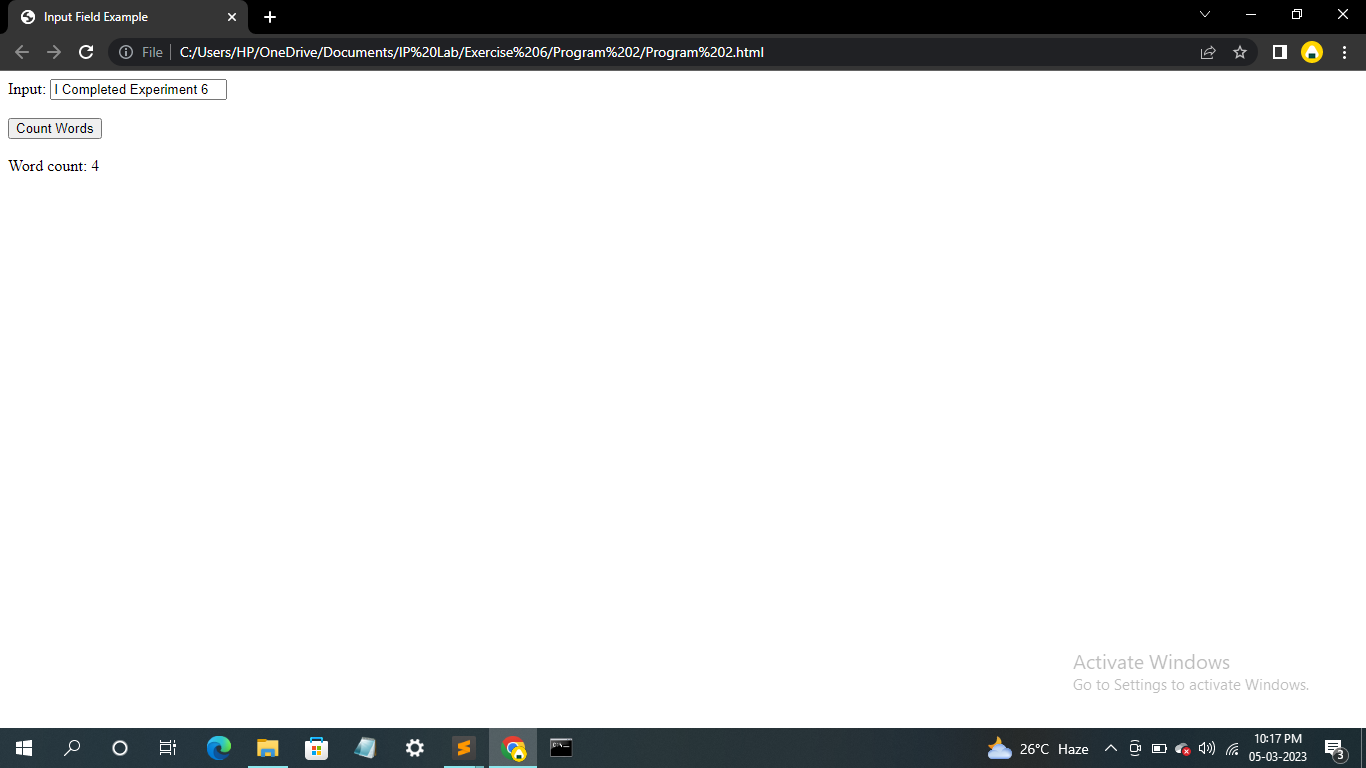 Input Field Example
File
C:/Users/HP/OneDrive/Documents/IP%20Lab/Exercise%206/Program%202/Program%202.html
Input: I Completed Experiment 6
Count Words
Word count: 4
Activate Windows
Go to Settings to activate Windows.
26°C Haze
10:17 PM
05-03-2023
3